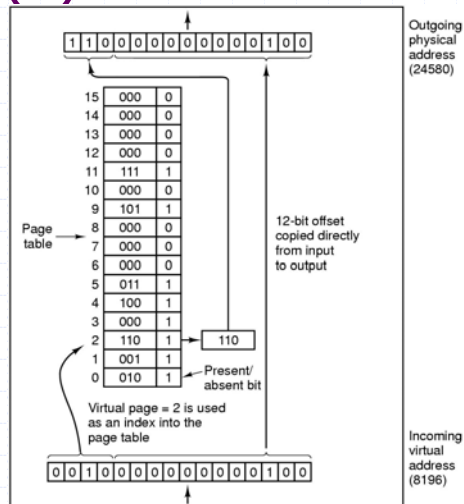 1 1 0 0 0 0 0 0 0 0 0 0 1 0 0
Outgoing
physical
address
(24580)
15 000 0
14 000 0
13 000 0
12 000 0
11 111 1
10 000 0
9 101 1
8 000 0
7 000 0
6 000 0
5 011 1
4 100 1
3 000 1
2 110 1 110
1 001 1
0 010 1
Page
table
12-bit offset
copied directly
from input
to output
Present/
absent bit
Virtual page = 2 is used
as an index into the
page table
0 0 1 0 0 0 0 0 0 0 0 0 0 1 0 0
Incoming
virtual
address
(8196)